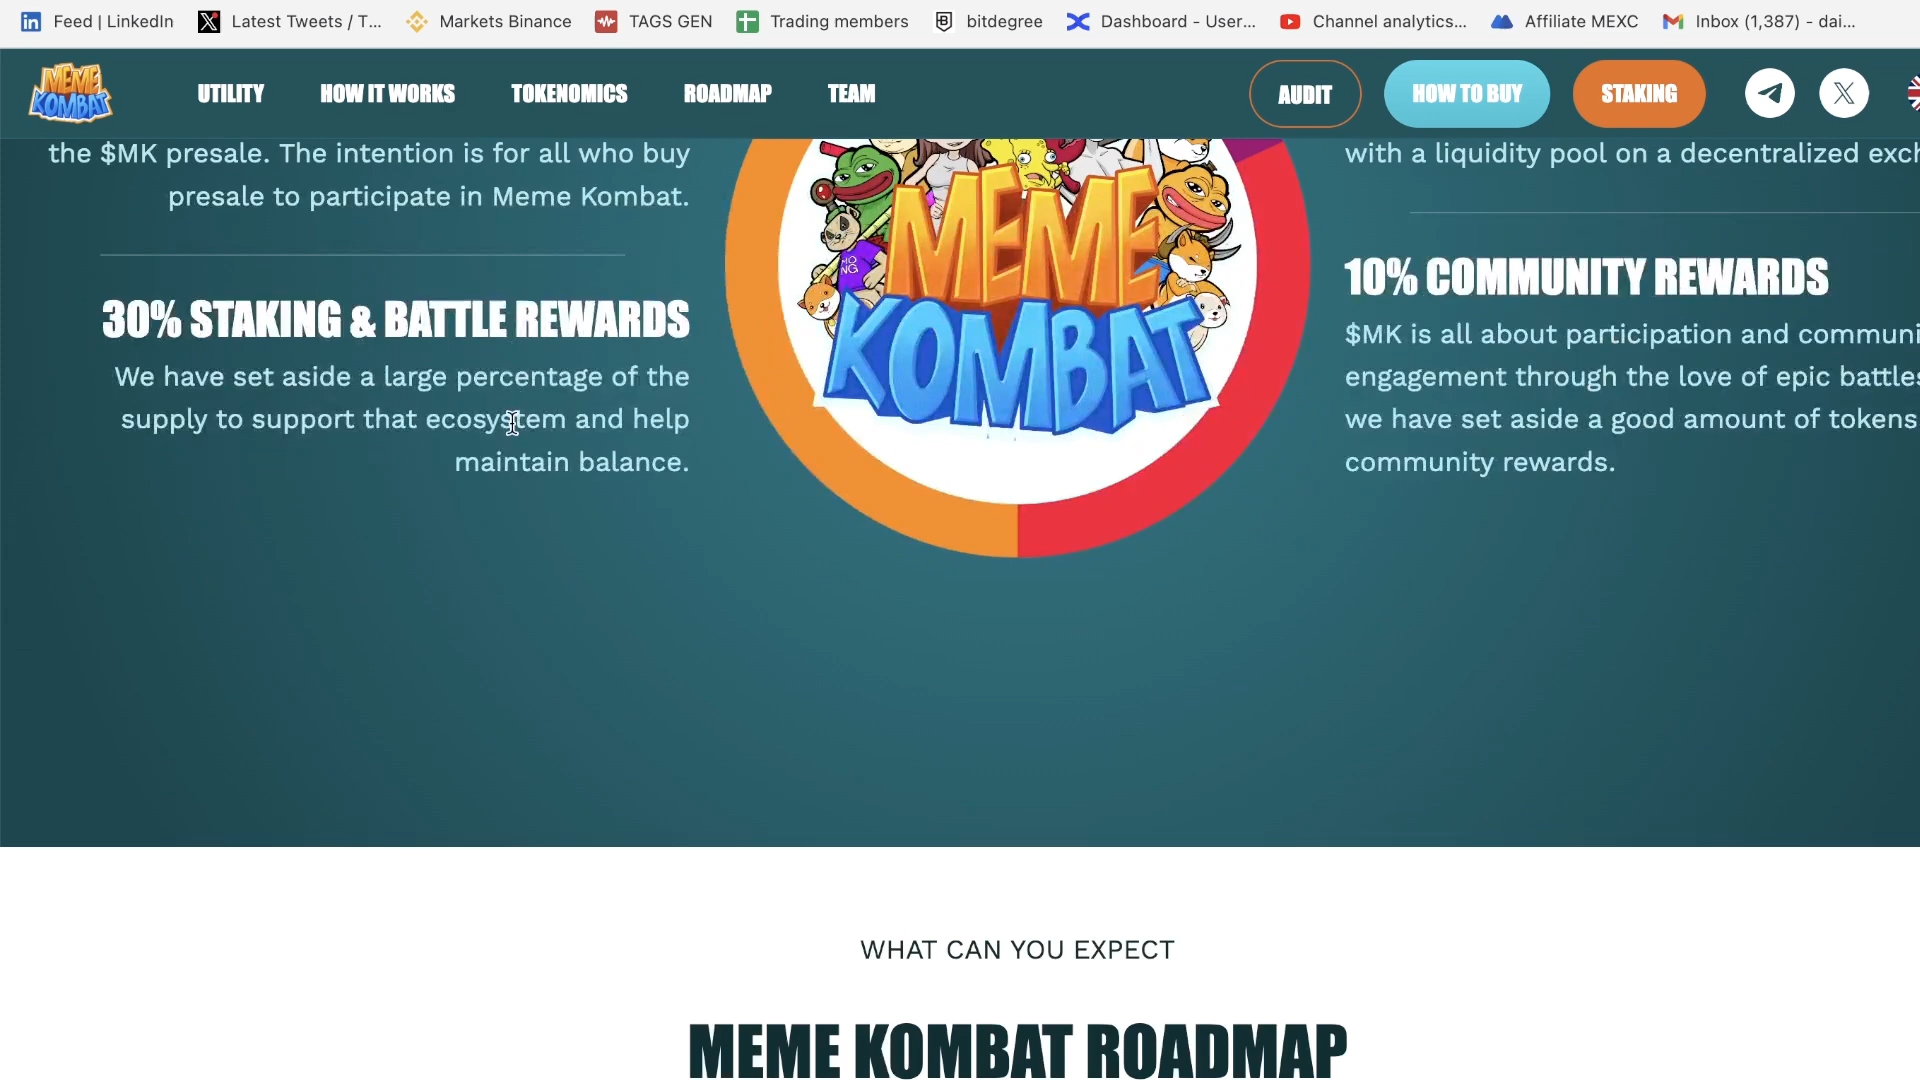 Feed | LinkedIn Latest Tweets / T... Markets Binance TAGS GEN Trading members bitdegree Dashboard - User... Channel analytics... Affiliate MEXC Inbox (1,387) - dai...
MEME KOMBAT UTILITY HOW IT WORKS TOKENOMICS ROADMAP TEAM AUDIT HOW TO BUY STAKING
the $MK presale. The intention is for all who buy
presale to participate in Meme Kombat.
30% STAKING & BATTLE REWARDS
We have set aside a large percentage of the
supply to support that ecosystem and help
maintain balance.
MO
NG
MEME
KOMBAT
with a liquidity pool on a decentralized exch
10% COMMUNITY REWARDS
$MK is all about participation and communi
engagement through the love of epic battles
we have set aside a good amount of tokens
community rewards.
WHAT CAN YOU EXPECT
MEME KOMBAT ROADMAP